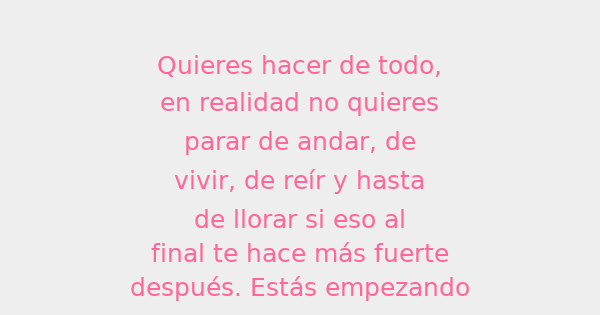 Quieres hacer de todo,
en realidad no quieres
parar de andar, de
vivir, de reír y hasta
de llorar si eso al
final te hace más fuerte
después. Estás empezando